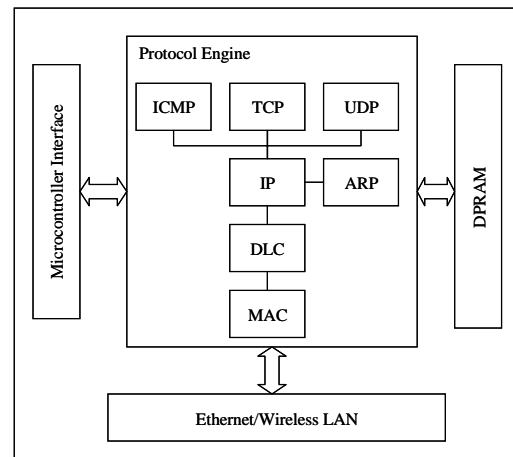 Protocol Engine
ICMP
TCP
UDP
IP
ARP
DLC
MAC
Microcontroller Interface
DPRAM
Ethernet/Wireless LAN